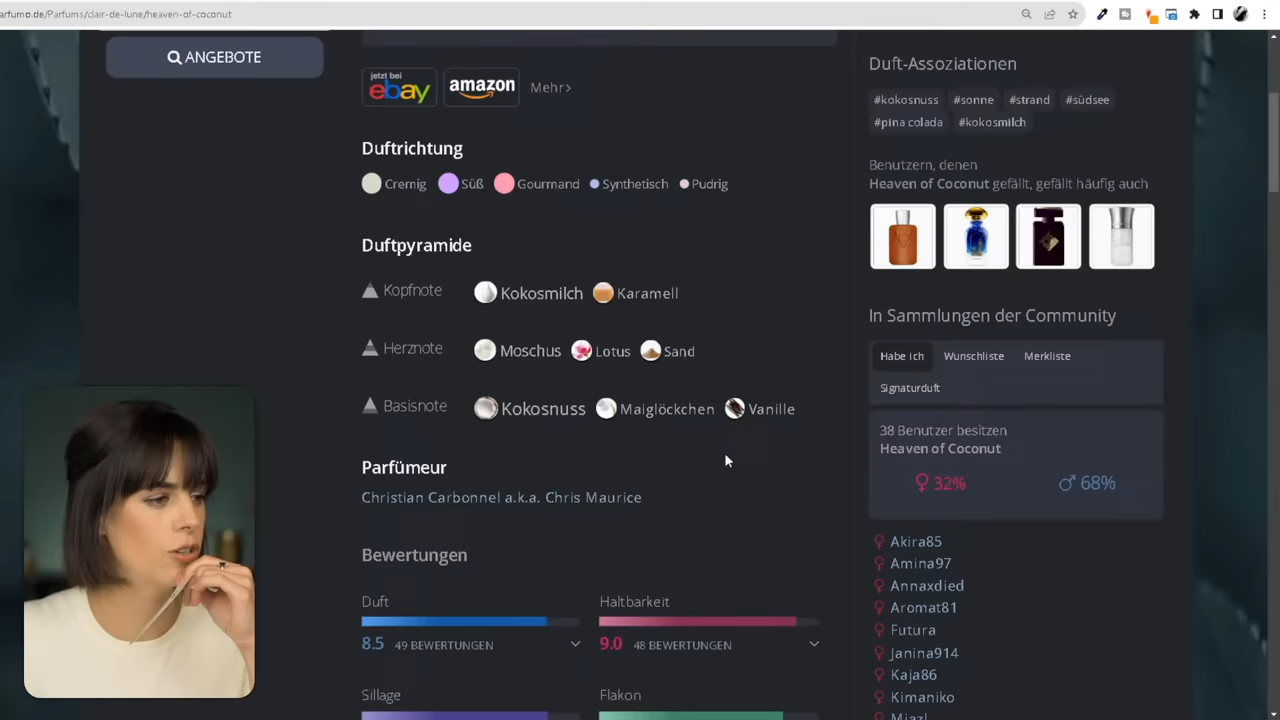 arfumo.de/Parfums/clair-de-lune/heaven-of-coconut
ANGEBOTE
jetzt bei
ebay
amazon
Mehr>
Duftrichtung
Cremig Süß Gourmand Synthetisch Pudrig
Duftpyramide
Kopfnote Kokosmilch Karamell
Herznote Moschus Lotus Sand
Basisnote Kokosnuss Maiglöckchen Vanille
Parfümeur
Christian Carbonnel a.k.a. Chris Maurice
Bewertungen
Duft Haltbarkeit
8.5 49 BEWERTUNGEN 9.0 48 BEWERTUNGEN
Sillage Flakon
Duft-Assoziationen
#kokosnuss #sonne #strand #südsee
#pina colada #kokosmilch
Benutzern, denen
Heaven of Coconut gefällt, gefällt häufig auch
In Sammlungen der Community
Habe ich Wunschliste Merkliste
Signaturduft
38 Benutzer besitzen
Heaven of Coconut
♀ 32% ♂ 68%
♀ Akira85
♀ Amina97
♀ Annaxdied
♀ Aromat81
♀ Futura
♀ Janina914
♀ Kaja86
♀ Kimaniko